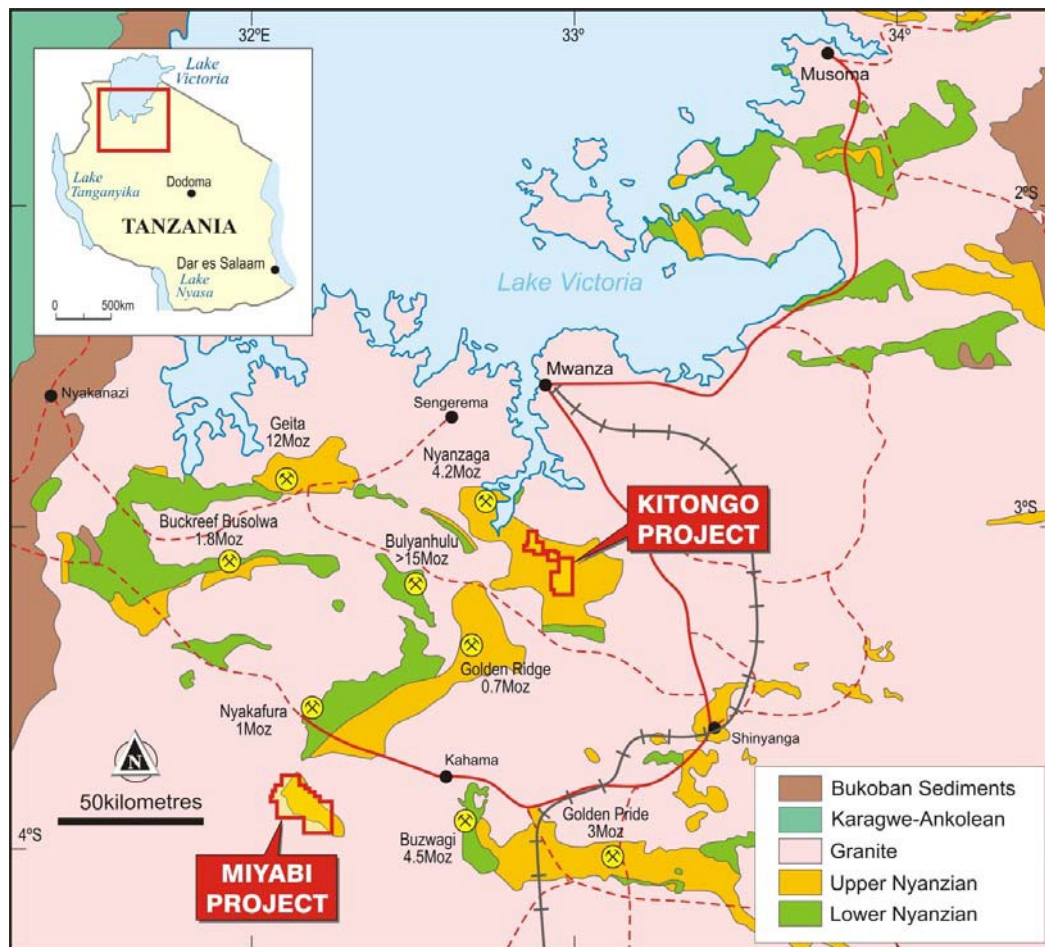 32°E
33°
34°
Lake
Victoria
Lake
Tanganyika
Dodoma
TANZANIA
Dar es Salaam
Lake
Nyasa
0
500km
Musoma
2°S
Lake Victoria
Nyakanazi
Mwanza
Sengerema
Geita
12Moz
Nyanzaga
4.2Moz
KITONGO
PROJECT
3°S
Buckreef Busolwa
1.8Moz
Bulyanhulu
>15Moz
Golden Ridge
0.7Moz
Nyakafura
1Moz
Shinyanga
N
50kilometres
Kahama
4°S
MIYABI
PROJECT
Buzwagi
4.5Moz
Golden Pride
3Moz
Bukoban Sediments
Karagwe-Ankolean
Granite
Upper Nyanzian
Lower Nyanzian